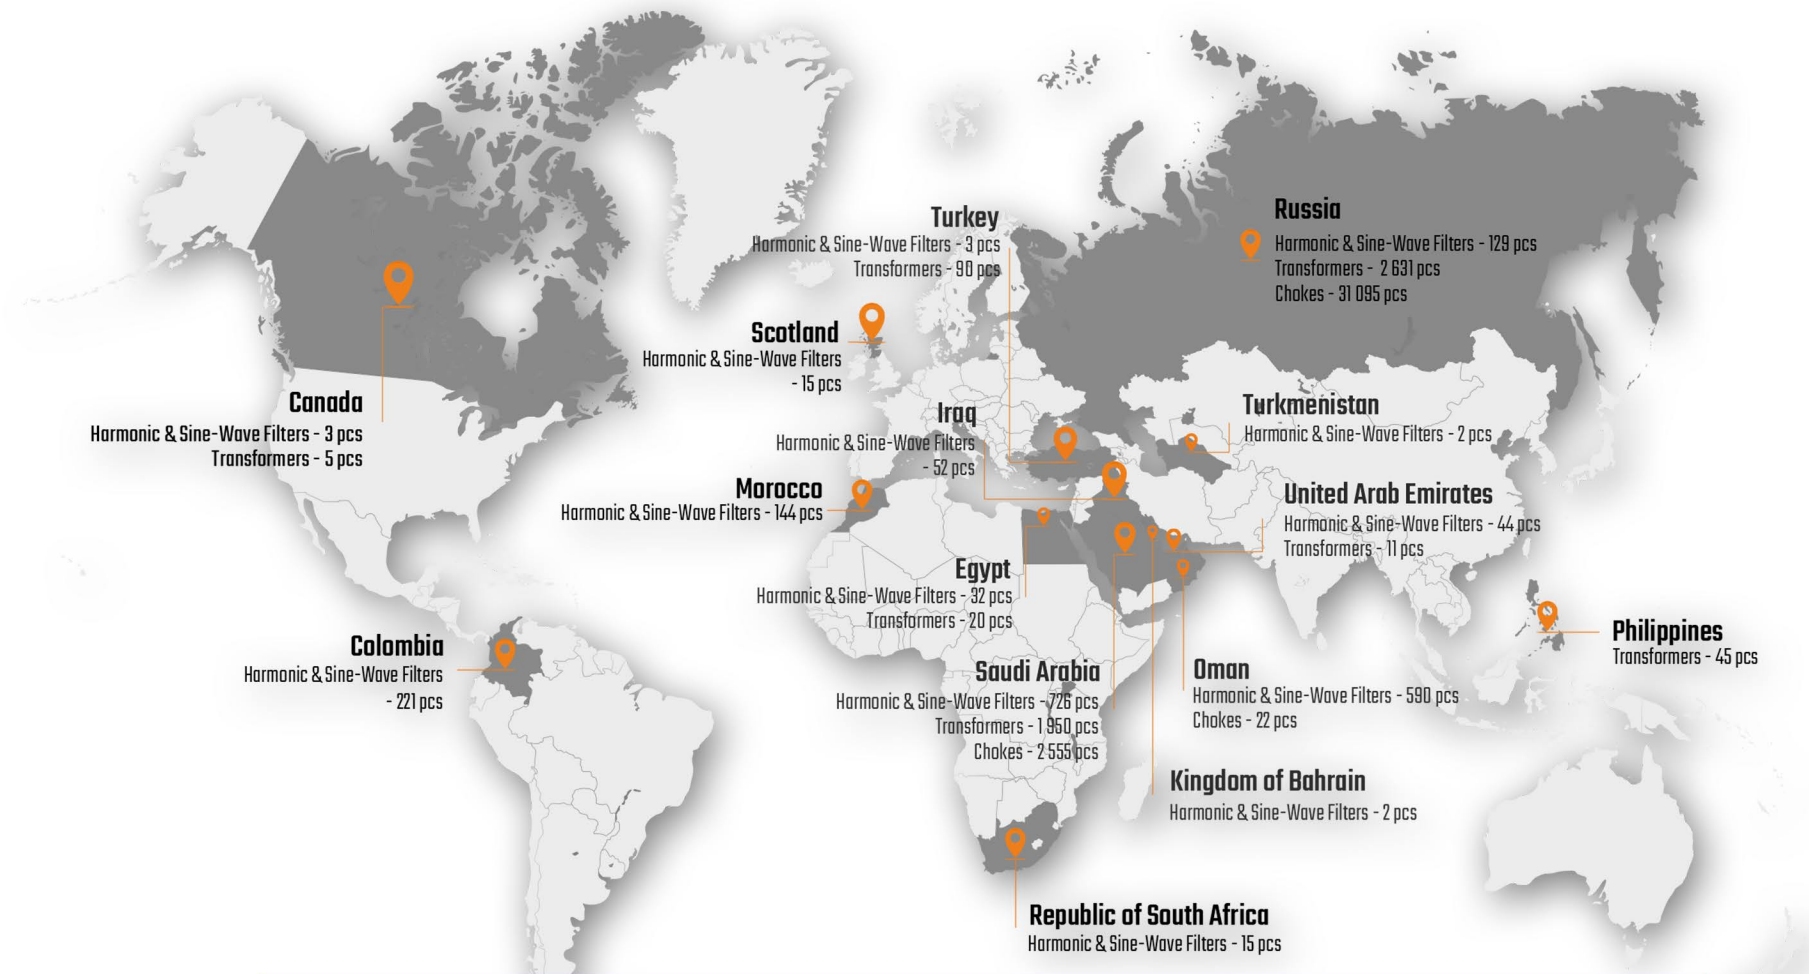 Turkey
Harmonic & Sine-Wave Filters - 3 pcs
Transformers - 90 pcs
Russia
Harmonic & Sine-Wave Filters - 129 pcs
Transformers - 2 631 pcs
Chokes - 31 095 pcs
Scotland
Harmonic & Sine-Wave Filters
- 15 pcs
Canada
Harmonic & Sine-Wave Filters - 3 pcs
Transformers - 5 pcs
Iraq
Harmonic & Sine-Wave Filters
- 52 pcs
Turkmenistan
Harmonic & Sine-Wave Filters - 2 pcs
Morocco
Harmonic & Sine-Wave Filters - 144 pcs
United Arab Emirates
Harmonic & Sine-Wave Filters - 44 pcs
Transformers - 11 pcs
Egypt
Harmonic & Sine-Wave Filters - 32 pcs
Transformers - 20 pcs
Colombia
Harmonic & Sine-Wave Filters
- 221 pcs
Philippines
Transformers - 45 pcs
Saudi Arabia
Harmonic & Sine-Wave Filters - 726 pcs
Transformers - 1 950 pcs
Chokes - 2 555 pcs
Oman
Harmonic & Sine-Wave Filters - 590 pcs
Chokes - 22 pcs
Kingdom of Bahrain
Harmonic & Sine-Wave Filters - 2 pcs
Republic of South Africa
Harmonic & Sine-Wave Filters - 15 pcs